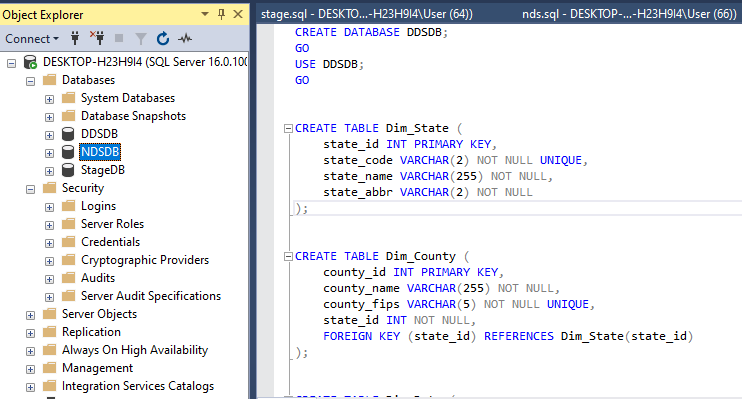 Object Explorer
Connect
DESKTOP-H23H9I4 (SQL Server 16.0.100
Databases
System Databases
Database Snapshots
DDSDB
NDSDB
StageDB
Security
Logins
Server Roles
Credentials
Cryptographic Providers
Audits
Server Audit Specifications
Server Objects
Replication
Always On High Availability
Management
Integration Services Catalogs
stage.sql - DESKTO...-H23H9I4\User (64))
nds.sql - DESKTOP-...-H23H9I4\User (66))
CREATE DATABASE DDSDB;
GO
USE DDSDB;
GO
CREATE TABLE Dim_State (
state_id INT PRIMARY KEY,
state_code VARCHAR(2) NOT NULL UNIQUE,
state_name VARCHAR(255) NOT NULL,
state_abbr VARCHAR(2) NOT NULL
);
CREATE TABLE Dim_County (
county_id INT PRIMARY KEY,
county_name VARCHAR(255) NOT NULL,
county_fips VARCHAR(5) NOT NULL UNIQUE,
state_id INT NOT NULL,
FOREIGN KEY (state_id) REFERENCES Dim_State(state_id)
);